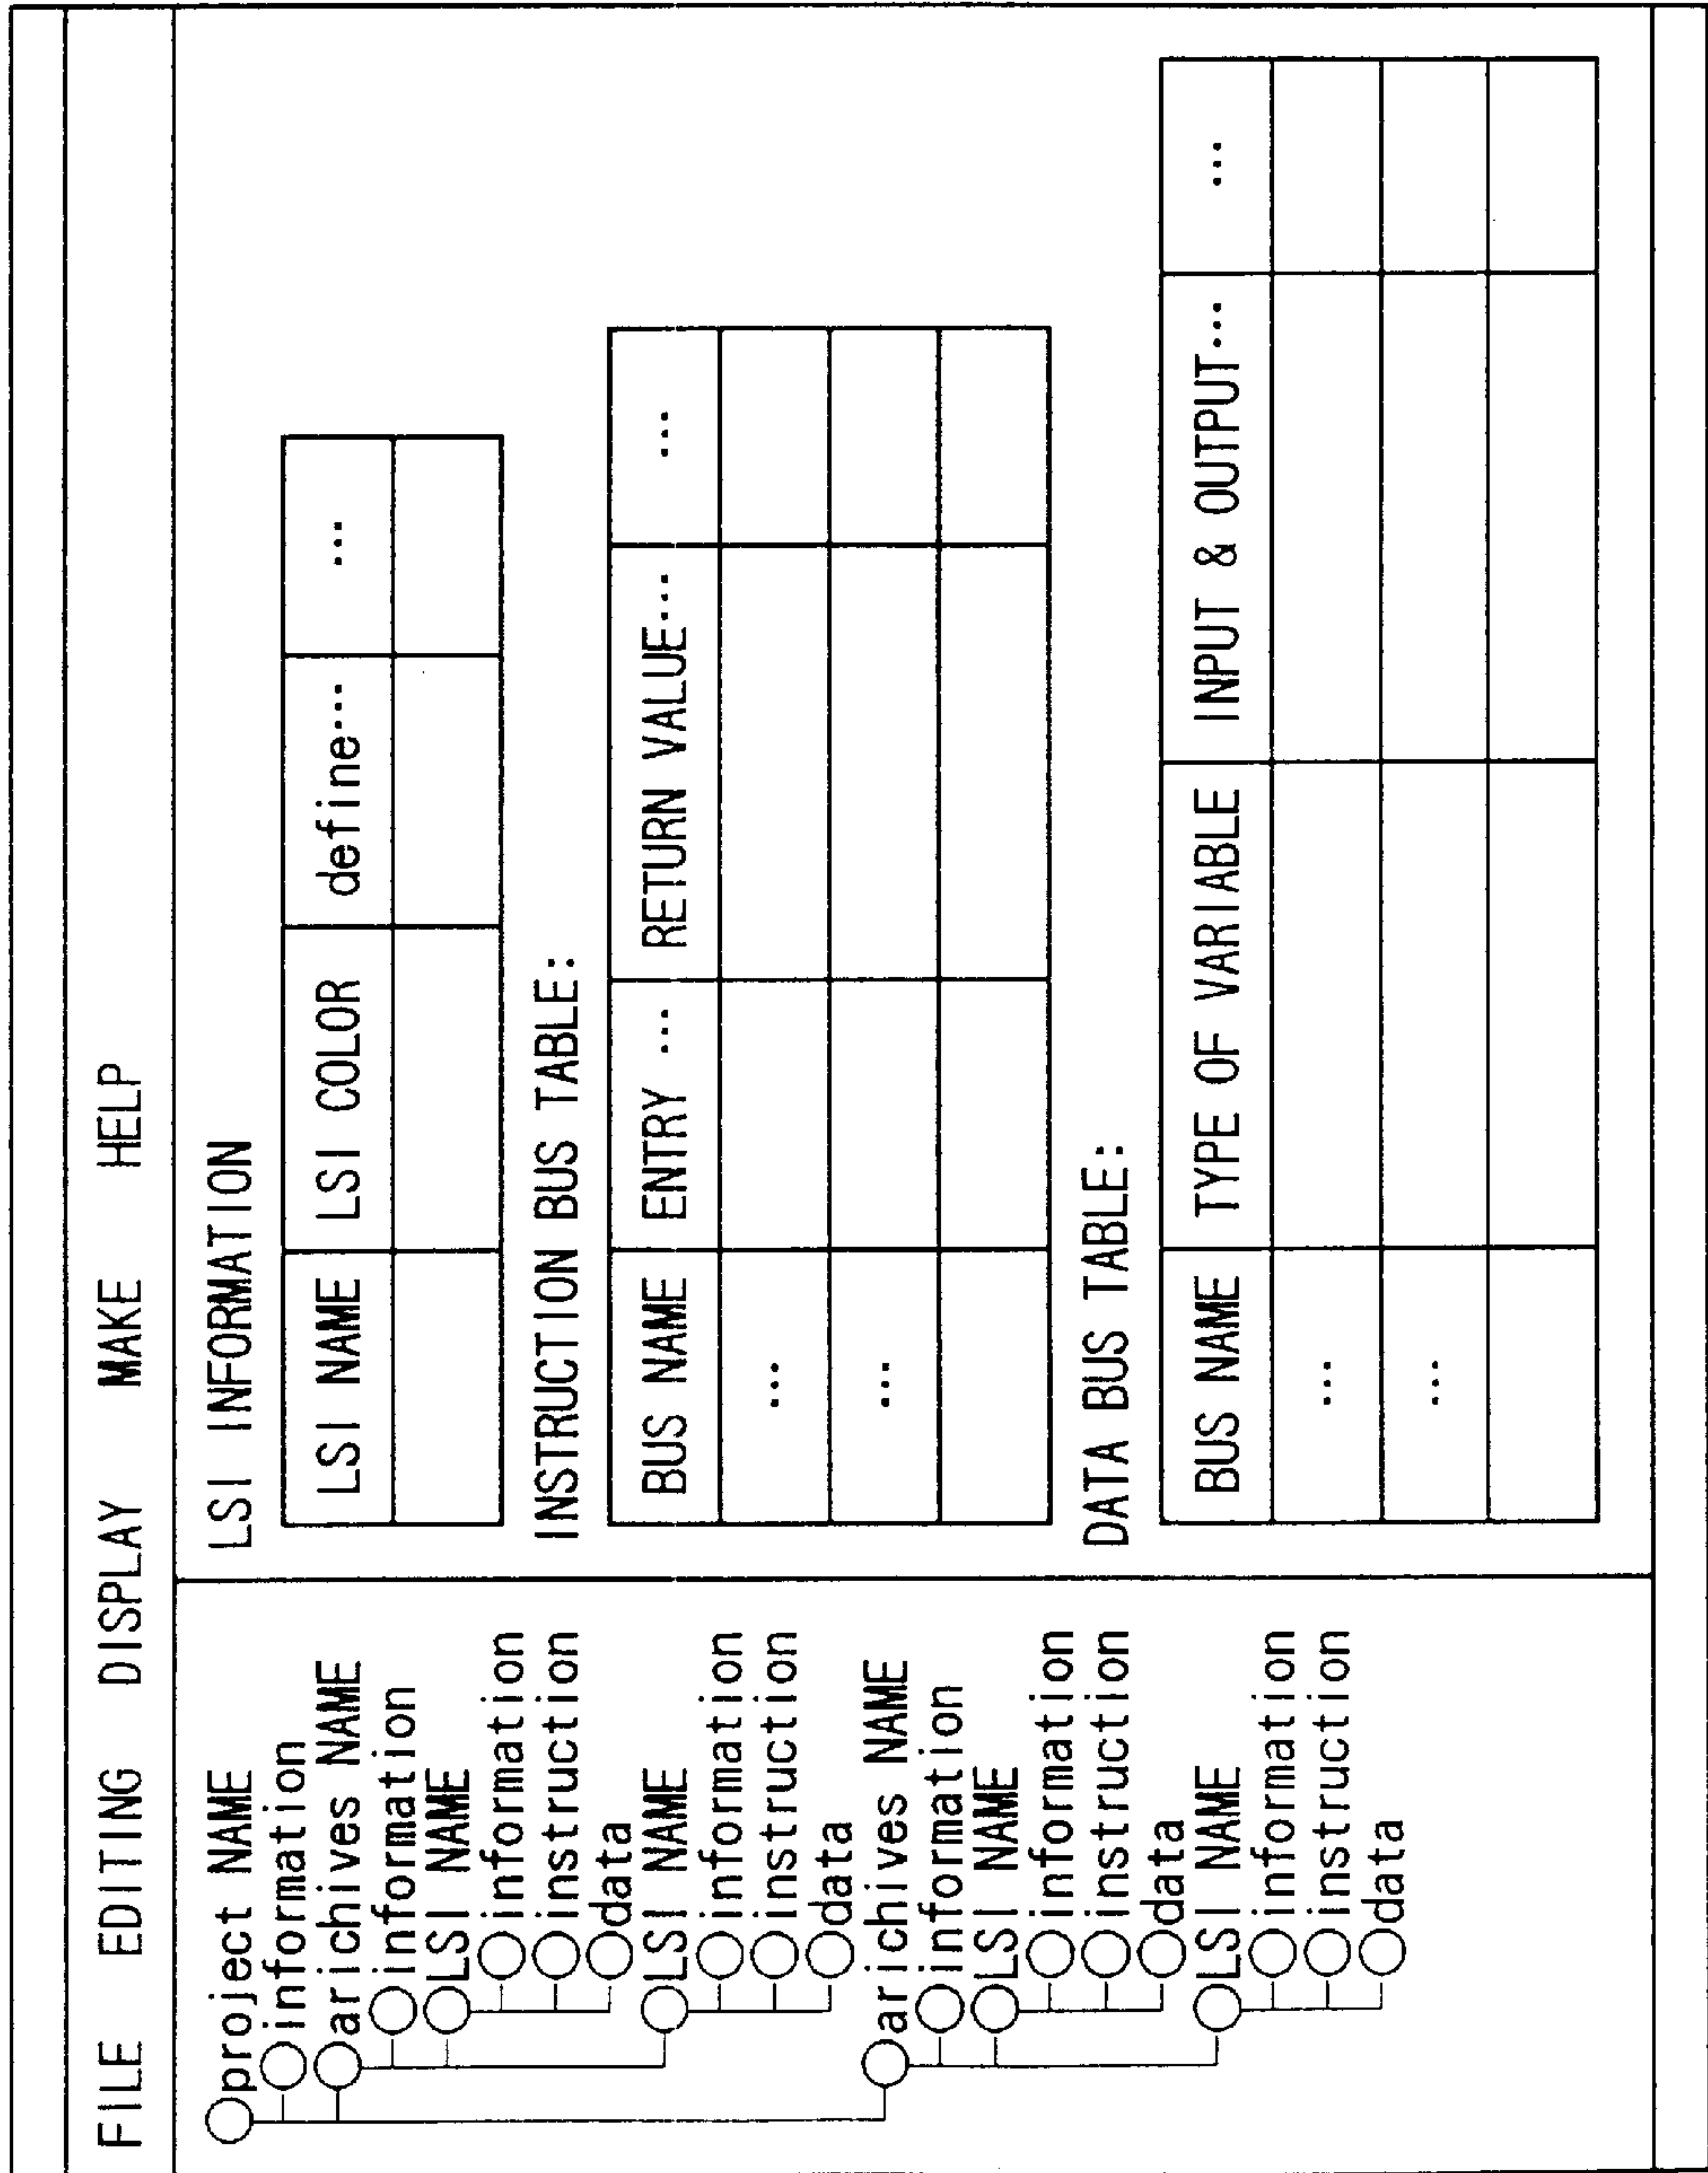 FILE EDITING DISPLAY MAKE HELP
project NAME
information
arichives NAME
information
LSI NAME
information
instruction
data
LSI NAME
information
instruction
data
arichives NAME
information
LSI NAME
information
instruction
data
LSI NAME
information
instruction
data
LSI INFORMATION
LSI NAME LSI COLOR define... ...
INSTRUCTION BUS TABLE:
BUS NAME ENTRY ... RETURN VALUE... ...
...
...
DATA BUS TABLE:
BUS NAME TYPE OF VARIABLE INPUT & OUTPUT... ...
...
...